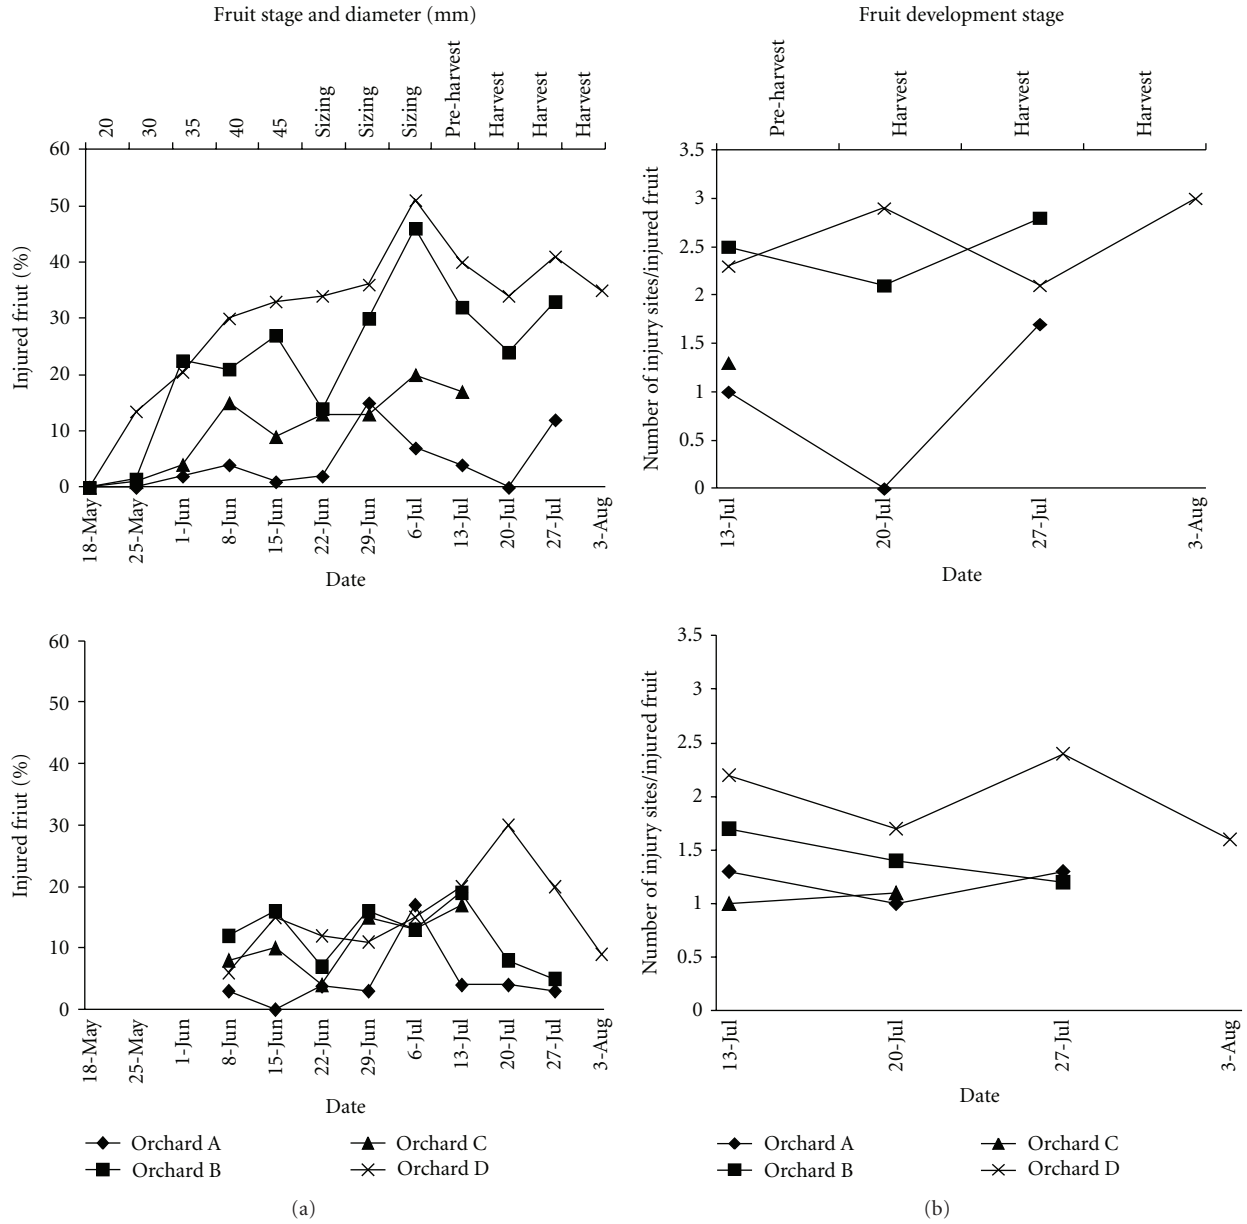 Fruit stage and diameter (mm)
20
30
35
40
45
Sizing
Sizing
Sizing
Pre-harvest
Harvest
Harvest
Harvest
60
50
40
30
20
10
0
Injured friut (%)
18-May
25-May
1-Jun
8-Jun
15-Jun
22-Jun
29-Jun
6-Jul
13-Jul
20-Jul
27-Jul
3-Aug
Date
Fruit development stage
Pre-harvest
Harvest
Harvest
Harvest
3.5
3
2.5
2
1.5
1
0.5
0
Number of injury sites/injured fruit
13-Jul
20-Jul
27-Jul
3-Aug
Date
60
50
40
30
20
10
0
Injured friut (%)
18-May
25-May
1-Jun
8-Jun
15-Jun
22-Jun
29-Jun
6-Jul
13-Jul
20-Jul
27-Jul
3-Aug
Date
Orchard A
Orchard B
Orchard C
Orchard D
(a)
3.5
3
2.5
2
1.5
1
0.5
0
Number of injury sites/injured fruit
13-Jul
20-Jul
27-Jul
3-Aug
Date
Orchard A
Orchard B
Orchard C
Orchard D
(b)